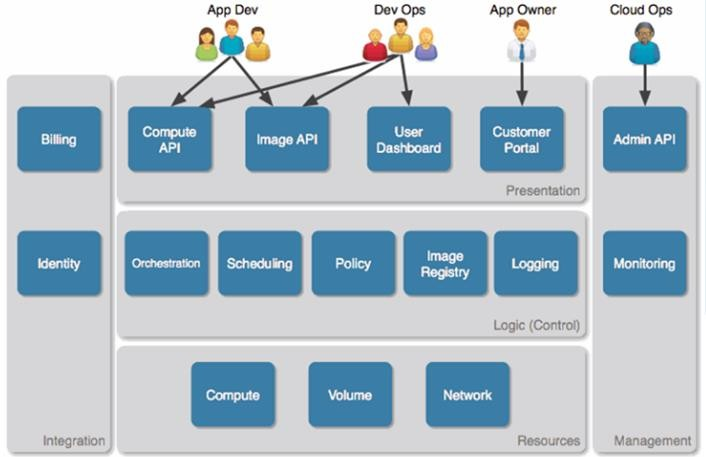 App Dev
Dev Ops
App Owner
Cloud Ops
Billing
Compute
API
Image API
User
Dashboard
Customer
Portal
Admin API
Presentation
Identity
Orchestration
Scheduling
Policy
Image
Registry
Logging
Monitoring
Logic (Control)
Compute
Volume
Network
Integration
Resources
Management